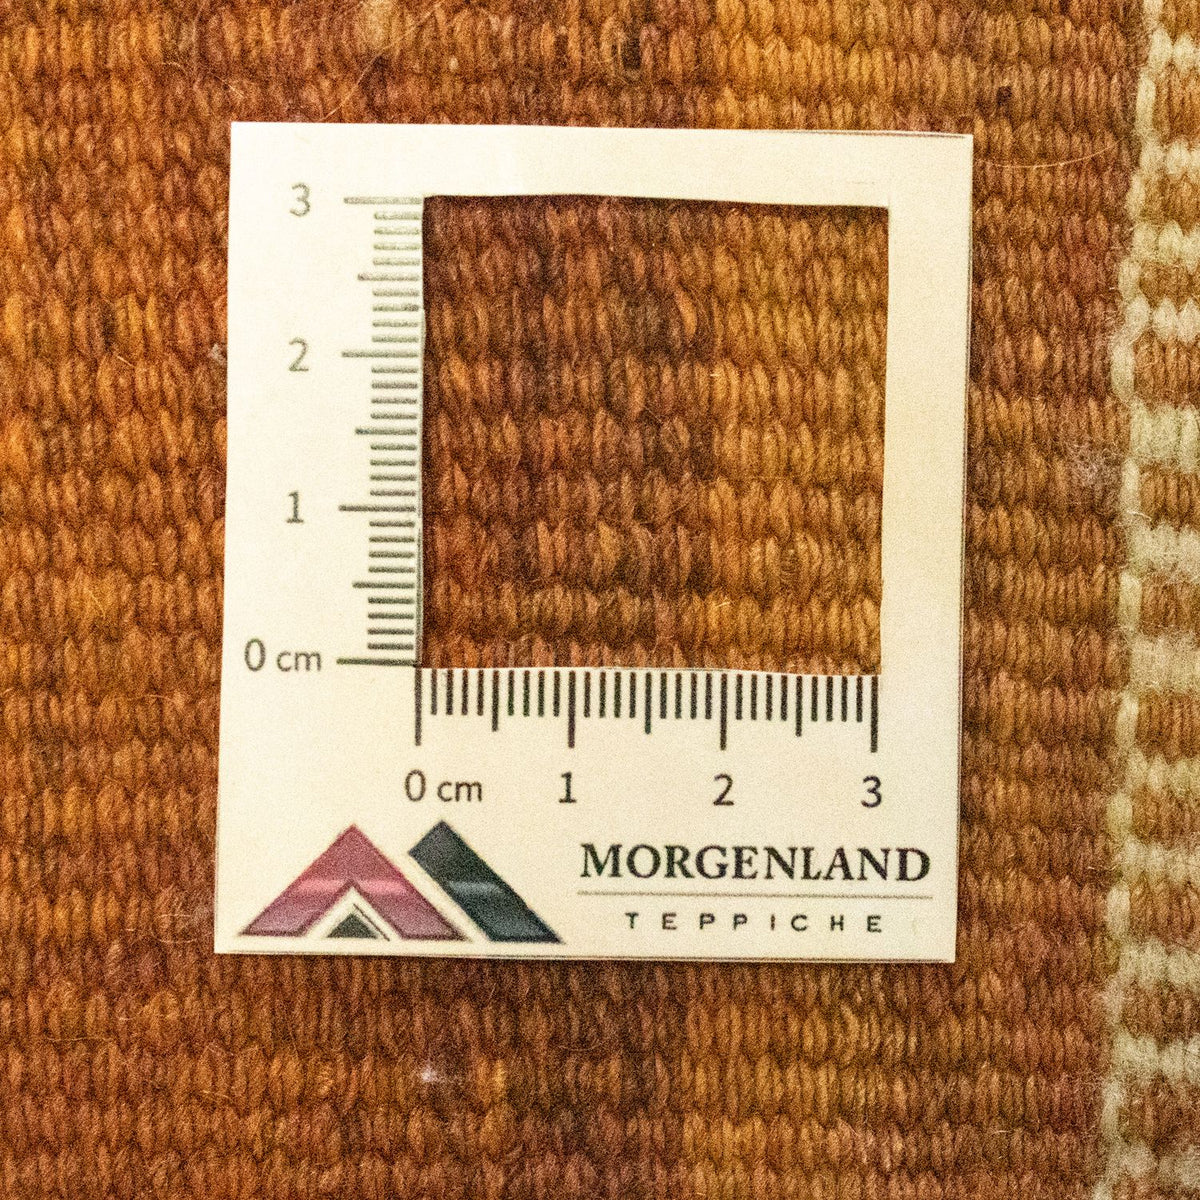 3
2
1
0 cm
0 cm 1 2 3
MORGENLAND
TEPPICHE